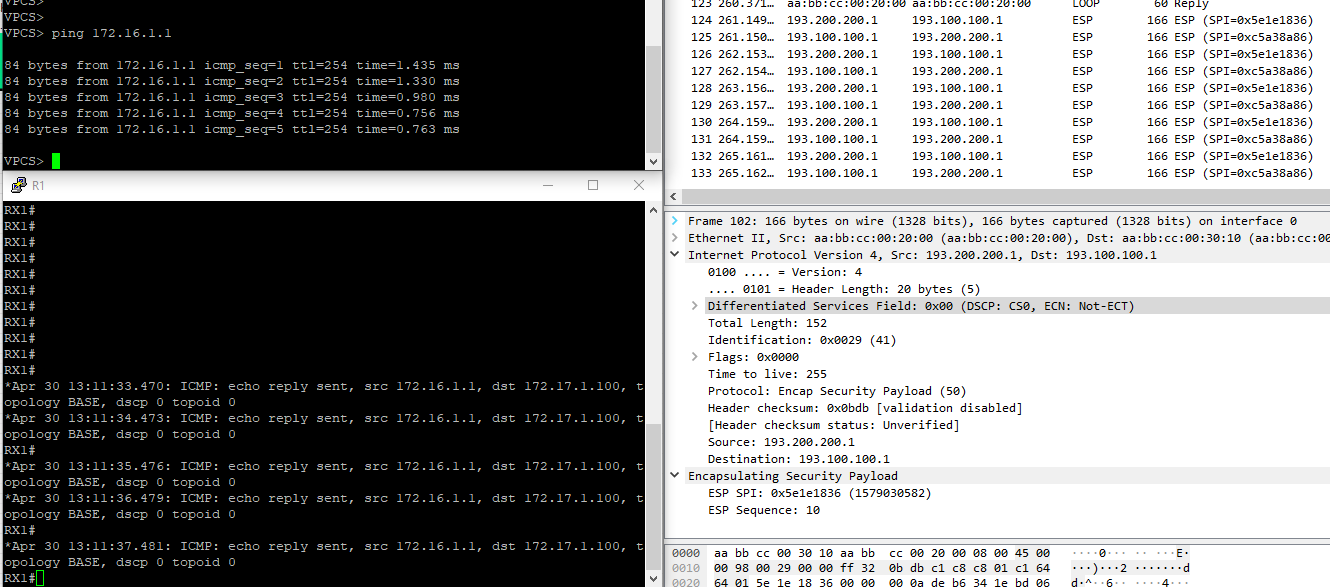 VPCS>
VPCS>
VPCS> ping 172.16.1.1
84 bytes from 172.16.1.1 icmp_seq=1 ttl=254 time=1.435 ms
84 bytes from 172.16.1.1 icmp_seq=2 ttl=254 time=1.330 ms
84 bytes from 172.16.1.1 icmp_seq=3 ttl=254 time=0.980 ms
84 bytes from 172.16.1.1 icmp_seq=4 ttl=254 time=0.756 ms
84 bytes from 172.16.1.1 icmp_seq=5 ttl=254 time=0.763 ms
VPCS>
R1
RX1#
RX1#
RX1#
RX1#
RX1#
RX1#
RX1#
RX1#
RX1#
RX1#
RX1#
*Apr 30 13:11:33.470: ICMP: echo reply sent, src 172.16.1.1, dst 172.17.1.100, t
opology BASE, dscp 0 topoid 0
*Apr 30 13:11:34.473: ICMP: echo reply sent, src 172.16.1.1, dst 172.17.1.100, t
opology BASE, dscp 0 topoid 0
RX1#
*Apr 30 13:11:35.476: ICMP: echo reply sent, src 172.16.1.1, dst 172.17.1.100, t
opology BASE, dscp 0 topoid 0
*Apr 30 13:11:36.479: ICMP: echo reply sent, src 172.16.1.1, dst 172.17.1.100, t
opology BASE, dscp 0 topoid 0
RX1#
*Apr 30 13:11:37.481: ICMP: echo reply sent, src 172.16.1.1, dst 172.17.1.100, t
opology BASE, dscp 0 topoid 0
RX1#
123 260.371… aa:bb:cc:00:20:00 aa:bb:cc:00:20:00 LOOP 60 Reply
124 261.149… 193.200.200.1 193.100.100.1 ESP 166 ESP (SPI=0x5e1e1836)
125 261.150… 193.100.100.1 193.200.200.1 ESP 166 ESP (SPI=0xc5a38a86)
126 262.153… 193.200.200.1 193.100.100.1 ESP 166 ESP (SPI=0x5e1e1836)
127 262.154… 193.100.100.1 193.200.200.1 ESP 166 ESP (SPI=0xc5a38a86)
128 263.156… 193.200.200.1 193.100.100.1 ESP 166 ESP (SPI=0x5e1e1836)
129 263.157… 193.100.100.1 193.200.200.1 ESP 166 ESP (SPI=0xc5a38a86)
130 264.159… 193.200.200.1 193.100.100.1 ESP 166 ESP (SPI=0x5e1e1836)
131 264.159… 193.100.100.1 193.200.200.1 ESP 166 ESP (SPI=0xc5a38a86)
132 265.161… 193.200.200.1 193.100.100.1 ESP 166 ESP (SPI=0x5e1e1836)
133 265.162… 193.100.100.1 193.200.200.1 ESP 166 ESP (SPI=0xc5a38a86)
Frame 102: 166 bytes on wire (1328 bits), 166 bytes captured (1328 bits) on interface 0
Ethernet II, Src: aa:bb:cc:00:20:00 (aa:bb:cc:00:20:00), Dst: aa:bb:cc:00:30:10 (aa:bb:cc:00
Internet Protocol Version 4, Src: 193.200.200.1, Dst: 193.100.100.1
0100 .... = Version: 4
.... 0101 = Header Length: 20 bytes (5)
Differentiated Services Field: 0x00 (DSCP: CS0, ECN: Not-ECT)
Total Length: 152
Identification: 0x0029 (41)
Flags: 0x0000
Time to live: 255
Protocol: Encap Security Payload (50)
Header checksum: 0x0bdb [validation disabled]
[Header checksum status: Unverified]
Source: 193.200.200.1
Destination: 193.100.100.1
Encapsulating Security Payload
ESP SPI: 0x5e1e1836 (1579030582)
ESP Sequence: 10
0000 aa bb cc 00 30 10 aa bb cc 00 20 00 08 00 45 00 ····0··· ·· ···E·
0010 00 98 00 29 00 00 ff 32 0b db c1 c8 c8 01 c1 64 ···)···2 ·······d
0020 64 01 5e 1e 18 36 00 00 00 0a de b6 34 1e bd 06 d·^··6·· ····4···